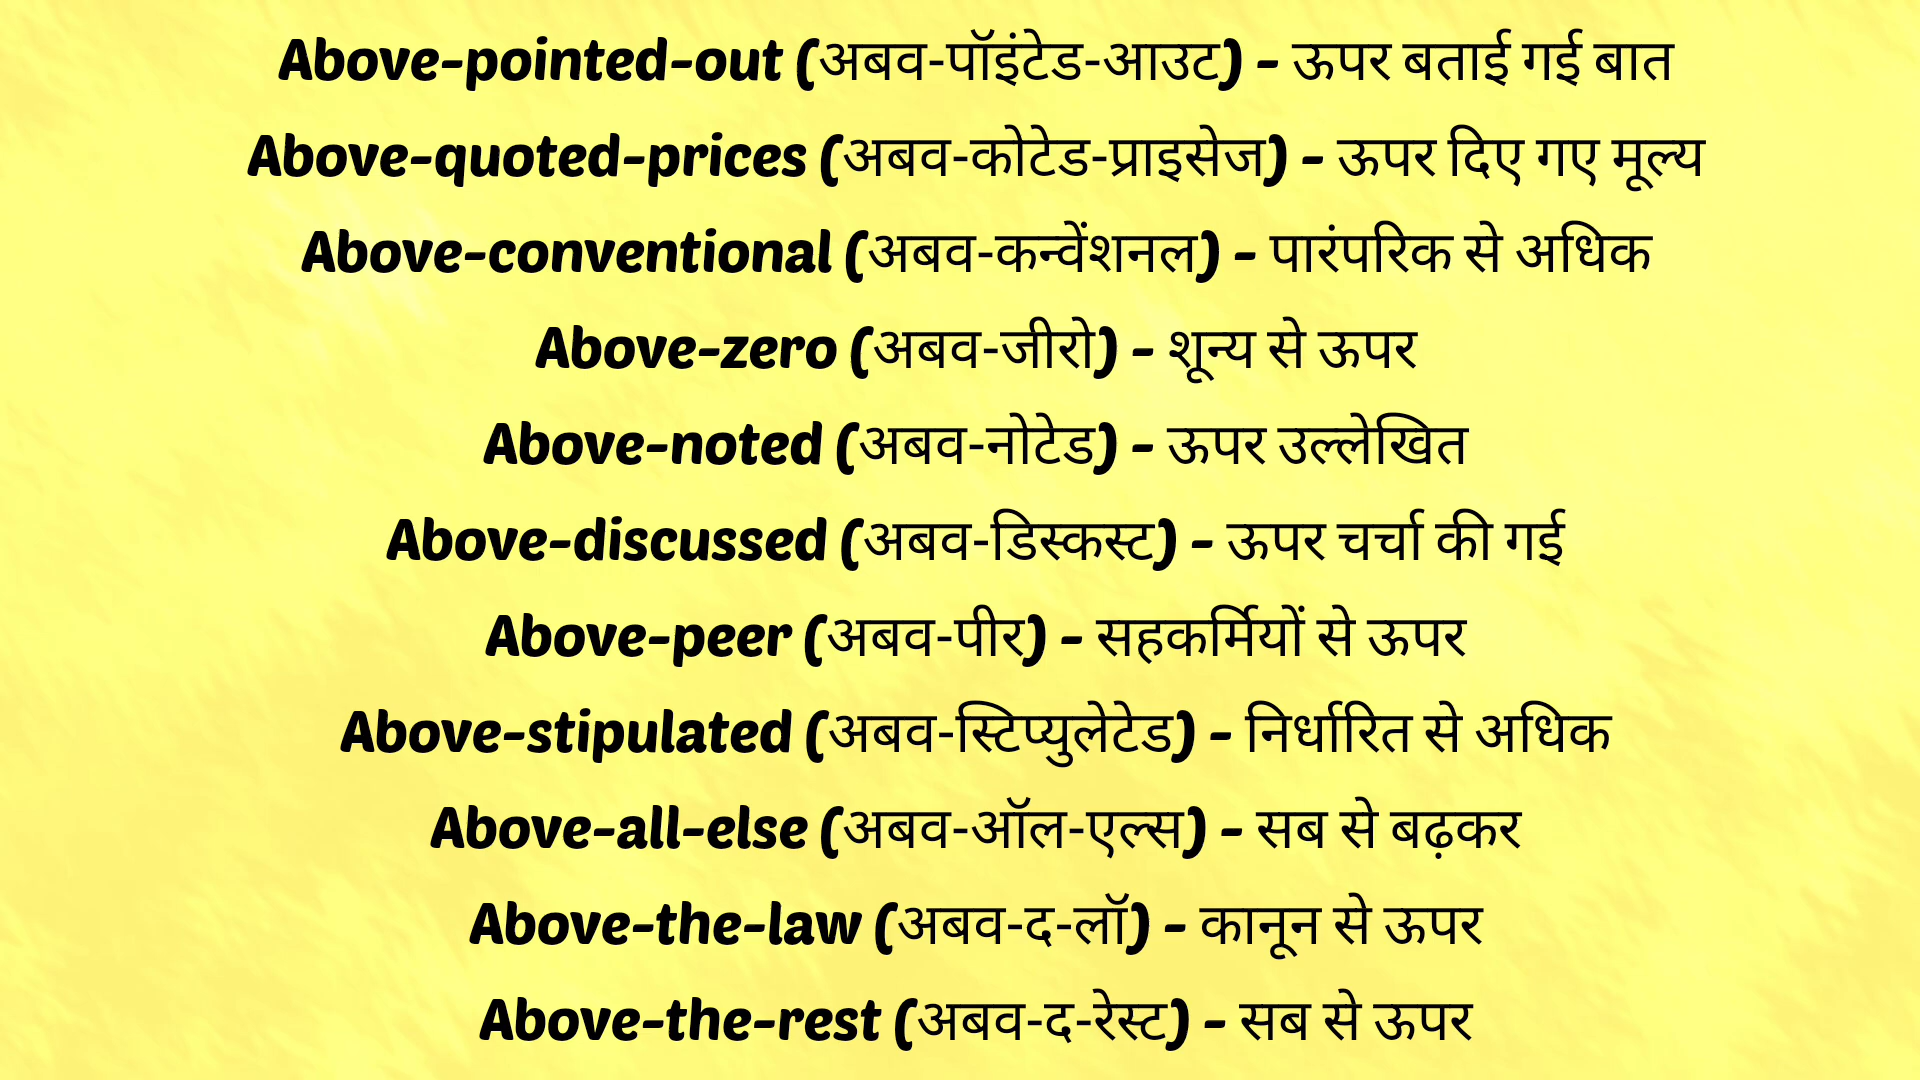 Above-pointed-out (अबव-पॉइंटेड-आउट) - ऊपर बताई गई बात
Above-quoted-prices (अबव-कोटेड-प्राइसेज) - ऊपर दिए गए मूल्य
Above-conventional (अबव-कन्वेंशनल) - पारंपरिक से अधिक
Above-zero (अबव-जीरो) - शून्य से ऊपर
Above-noted (अबव-नोटेड) - ऊपर उल्लेखित
Above-discussed (अबव-डिस्कस्ट) - ऊपर चर्चा की गई
Above-peer (अबव-पीर) - सहकर्मियों से ऊपर
Above-stipulated (अबव-स्टिप्युलेटेड) - निर्धारित से अधिक
Above-all-else (अबव-ऑल-एल्स) - सब से बढ़कर
Above-the-law (अबव-द-लॉ) - कानून से ऊपर
Above-the-rest (अबव-द-रेस्ट) - सब से ऊपर